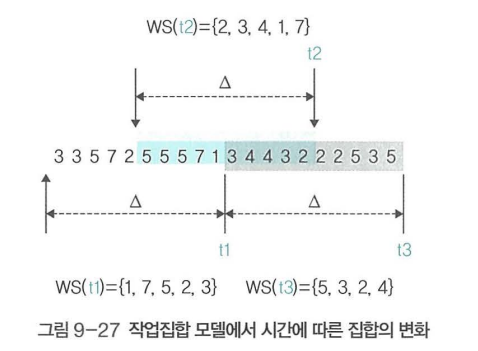 WS(t2)={2, 3, 4, 1, 7}
t2
Δ
3 3 5 7 2 5 5 5 7 1 3 4 4 3 2 2 2 5 3 5
Δ Δ
t1 t3
WS(t1)={1, 7, 5, 2, 3} WS(t3)={5, 3, 2, 4}
그림 9-27 작업집합 모델에서 시간에 따른 집합의 변화